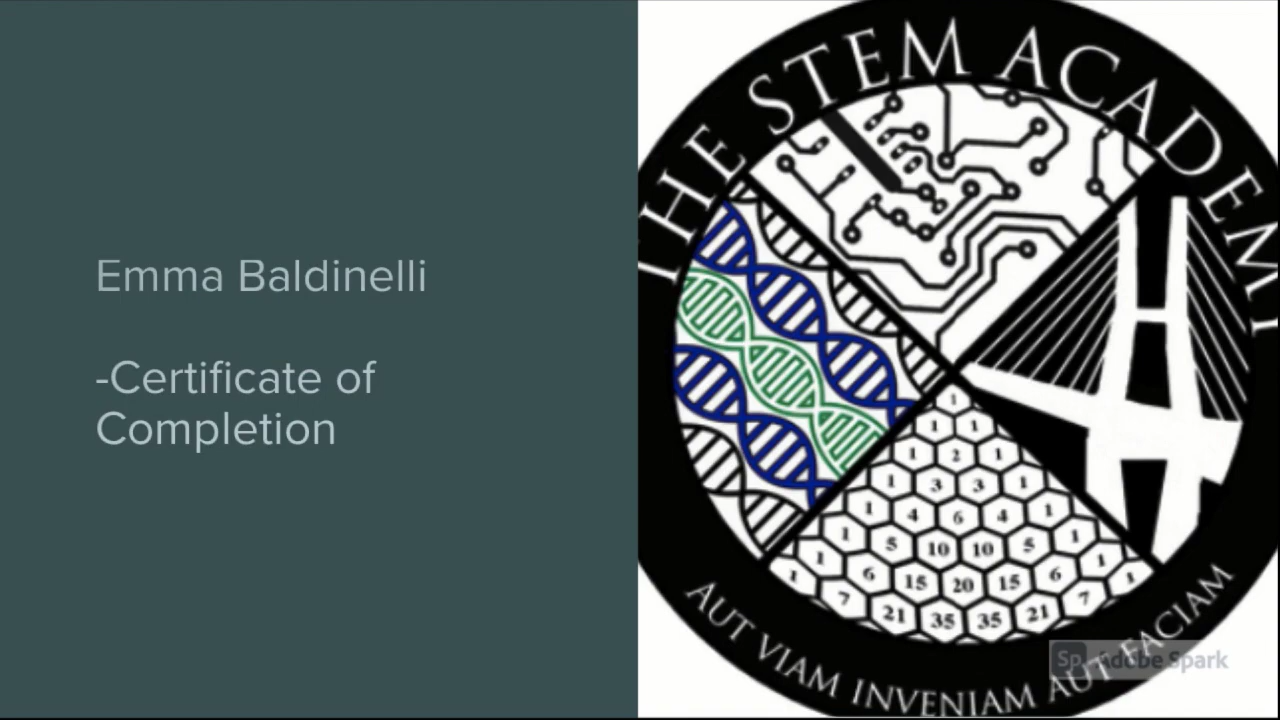 Emma Baldinelli
-Certificate of
Completion
THE STEM ACADEMY
1
1 1
1 2 1
1 3 3 1
1 4 6 4 1
1 5 10 10 5 1
1 6 15 20 15 6 1
1 7 21 35 35 21 7 1
AUT VIAM INVENIAM AUT FACIAM
Sp Adobe Spark